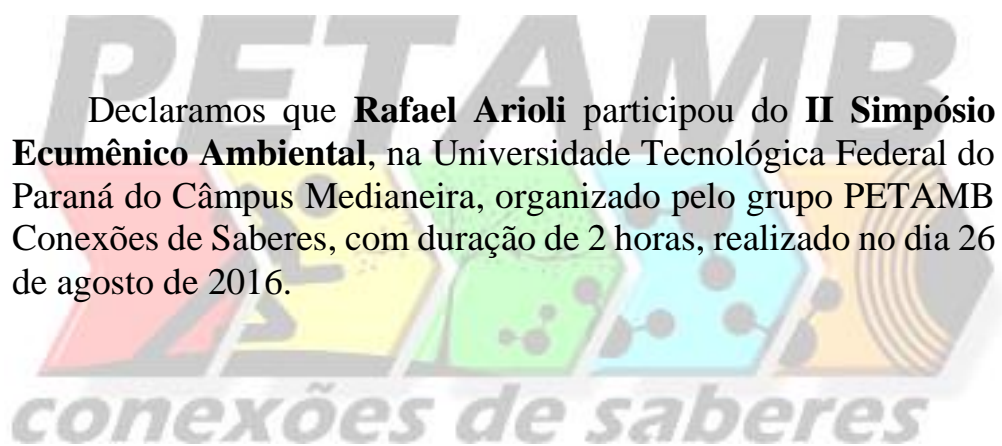 PETAMB
Declaramos que Rafael Arioli participou do II Simpósio
Ecumênico Ambiental, na Universidade Tecnológica Federal do
Paraná do Câmpus Medianeira, organizado pelo grupo PETAMB
Conexões de Saberes, com duração de 2 horas, realizado no dia 26
de agosto de 2016.
conexões de saberes